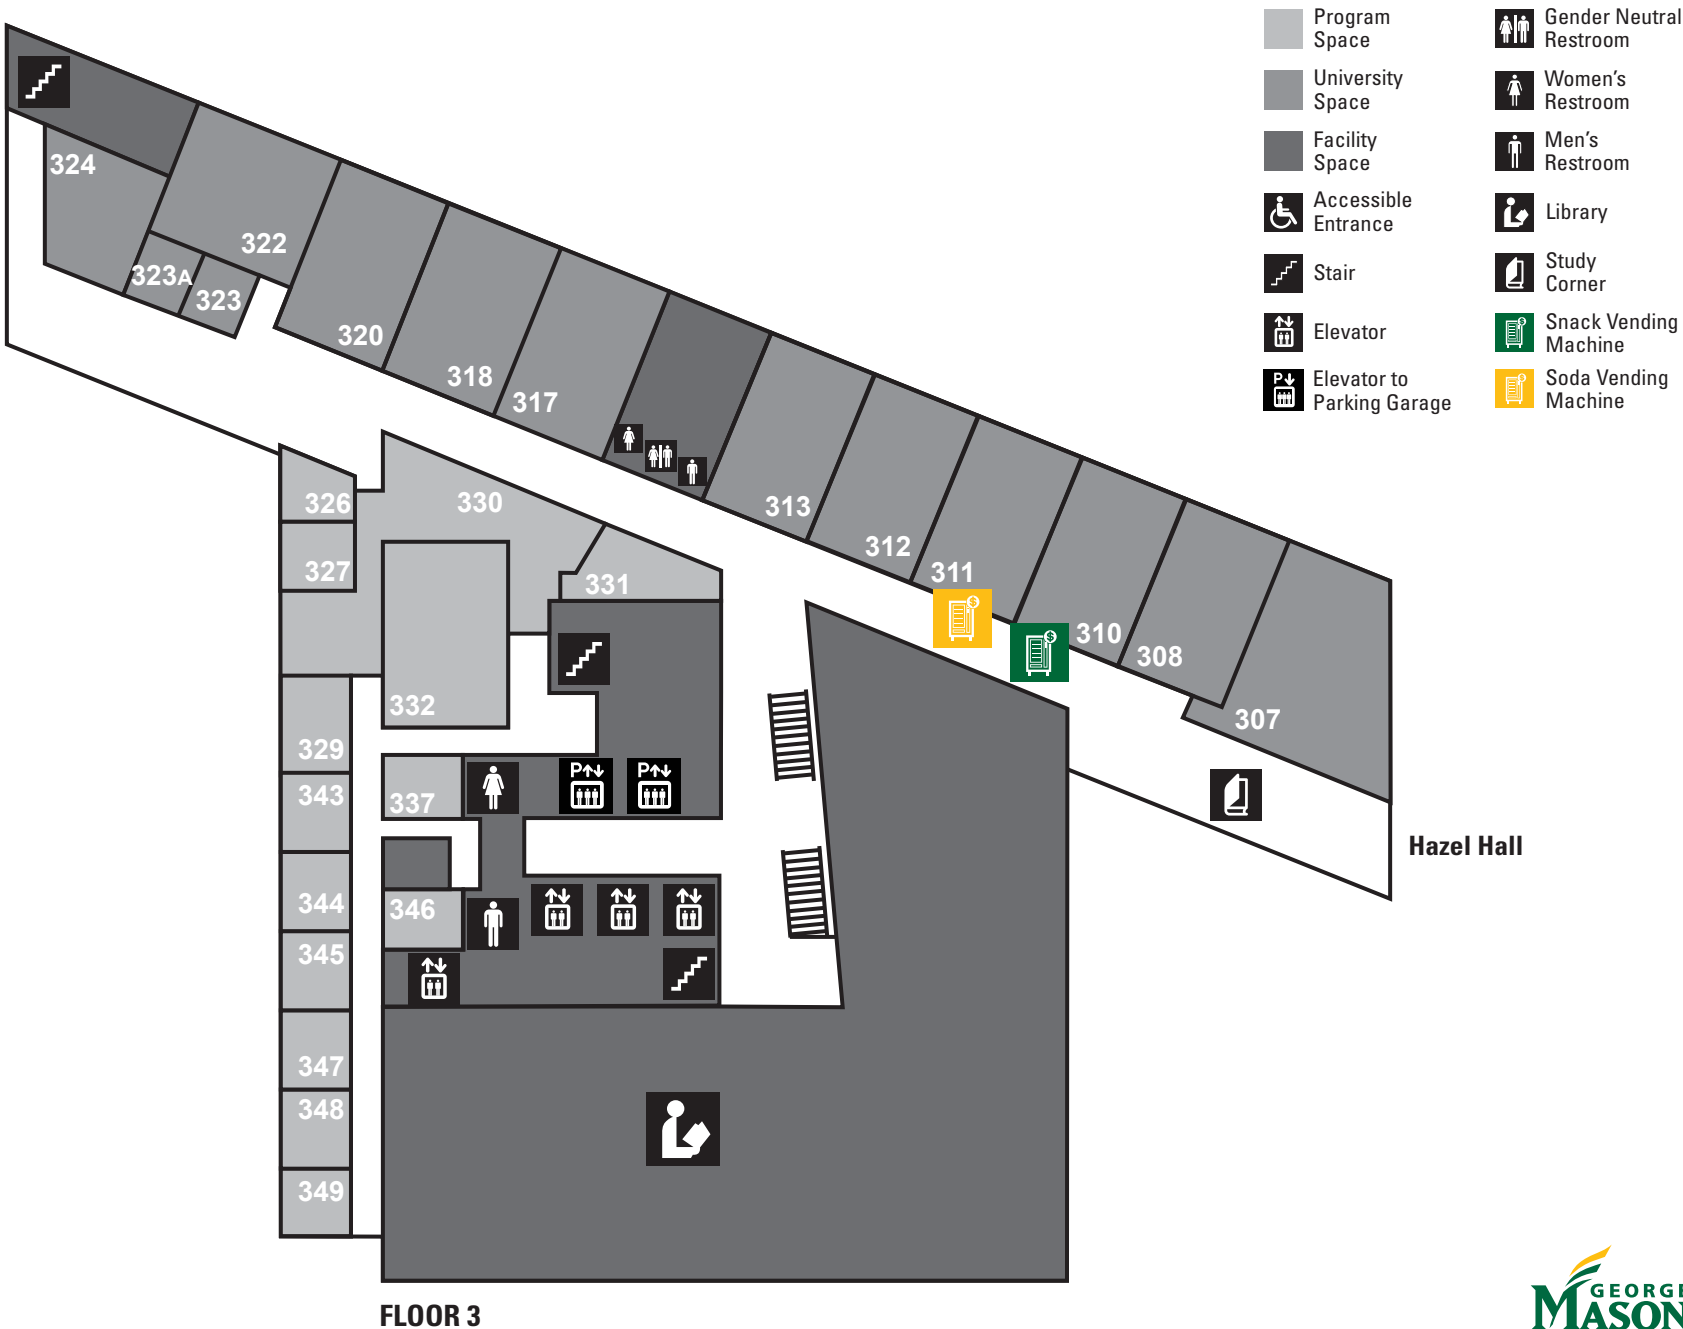 Program
Space
University
Space
Facility
Space
Accessible
Entrance
Stair
Elevator
P
Elevator to
Parking Garage
Gender Neutral
Restroom
Women's
Restroom
Men's
Restroom
Library
Study
Corner
$
Snack Vending
Machine
$
Soda Vending
Machine
324
322
323A
323
320
318
317
313
312
311
310
308
307
326
330
327
331
332
329
343
337
P
P
344
346
345
347
348
349
$
$
Hazel Hall
FLOOR 3
GEORGE
MASON